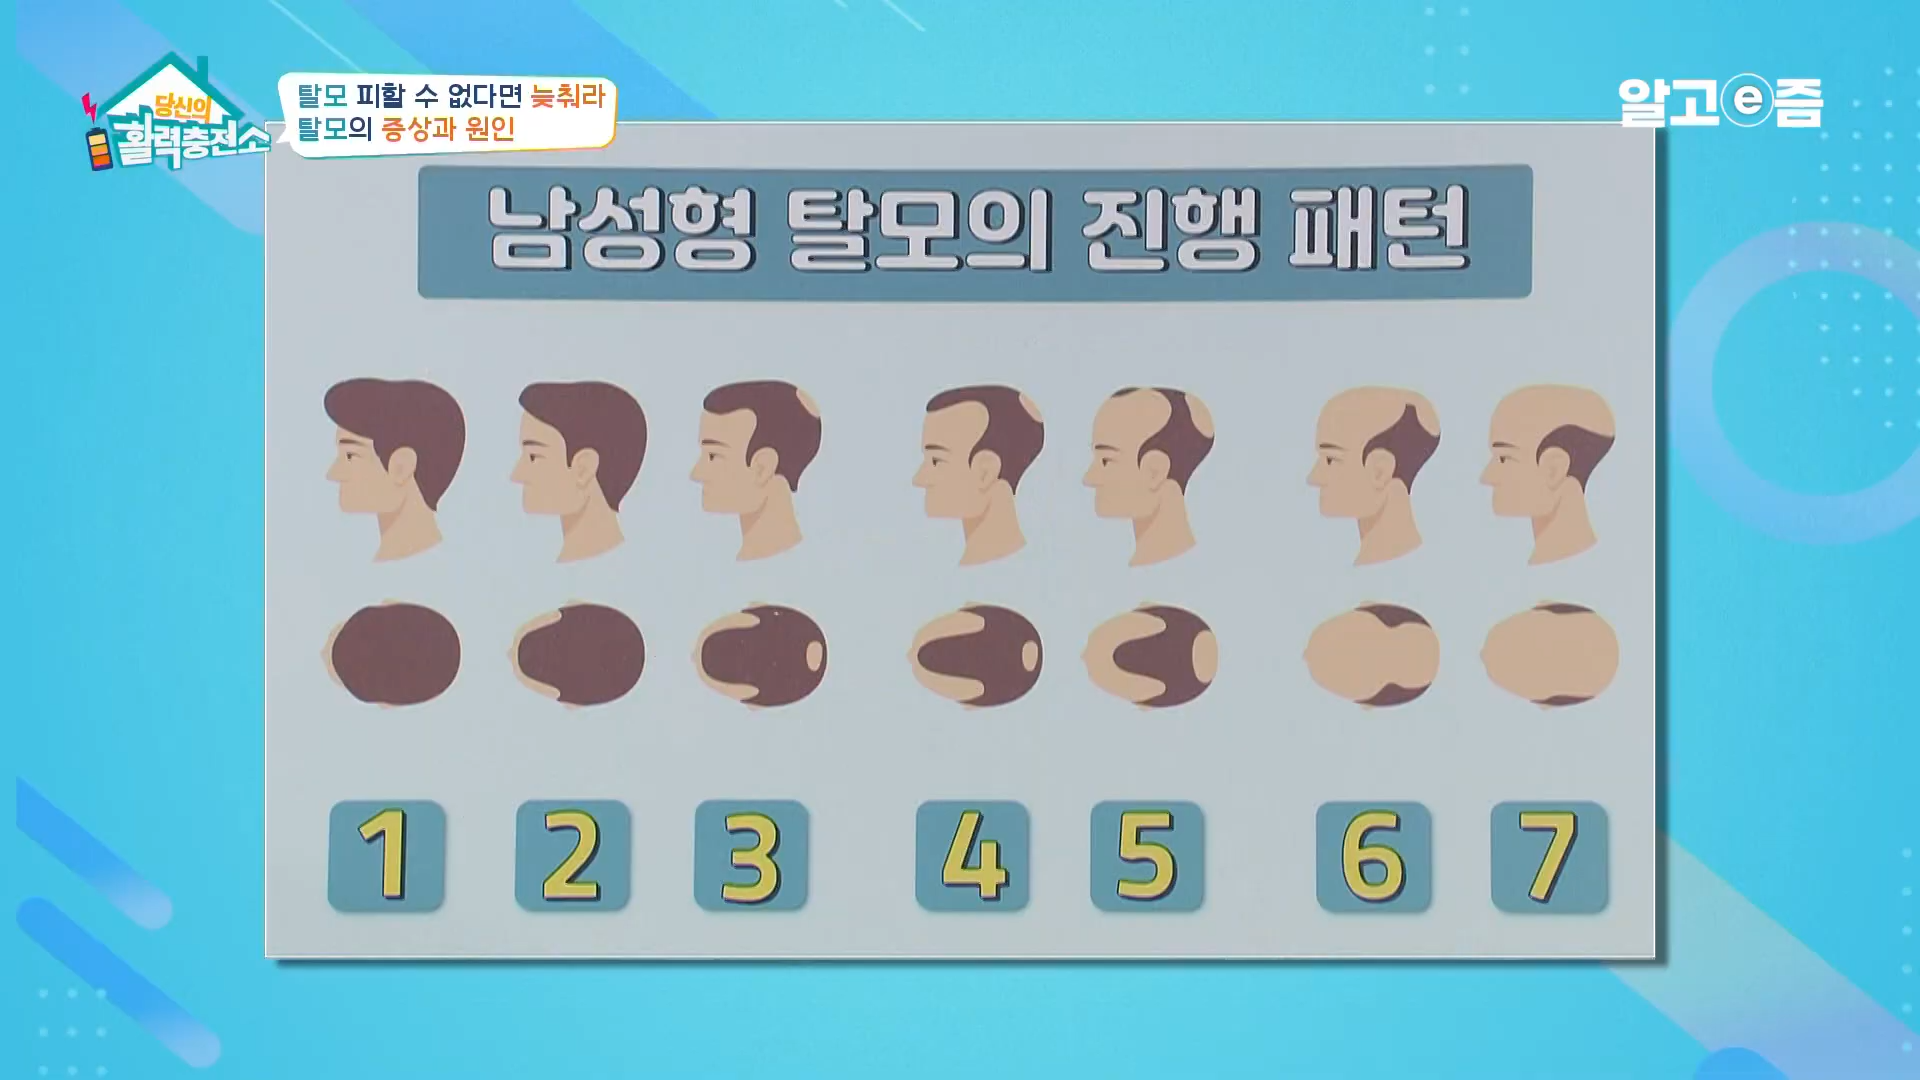 당신의
활력충전소
탈모 피할 수 없다면 늦춰라
탈모의 증상과 원인
알고e즘
남성형 탈모의 진행 패턴
1 2 3 4 5 6 7